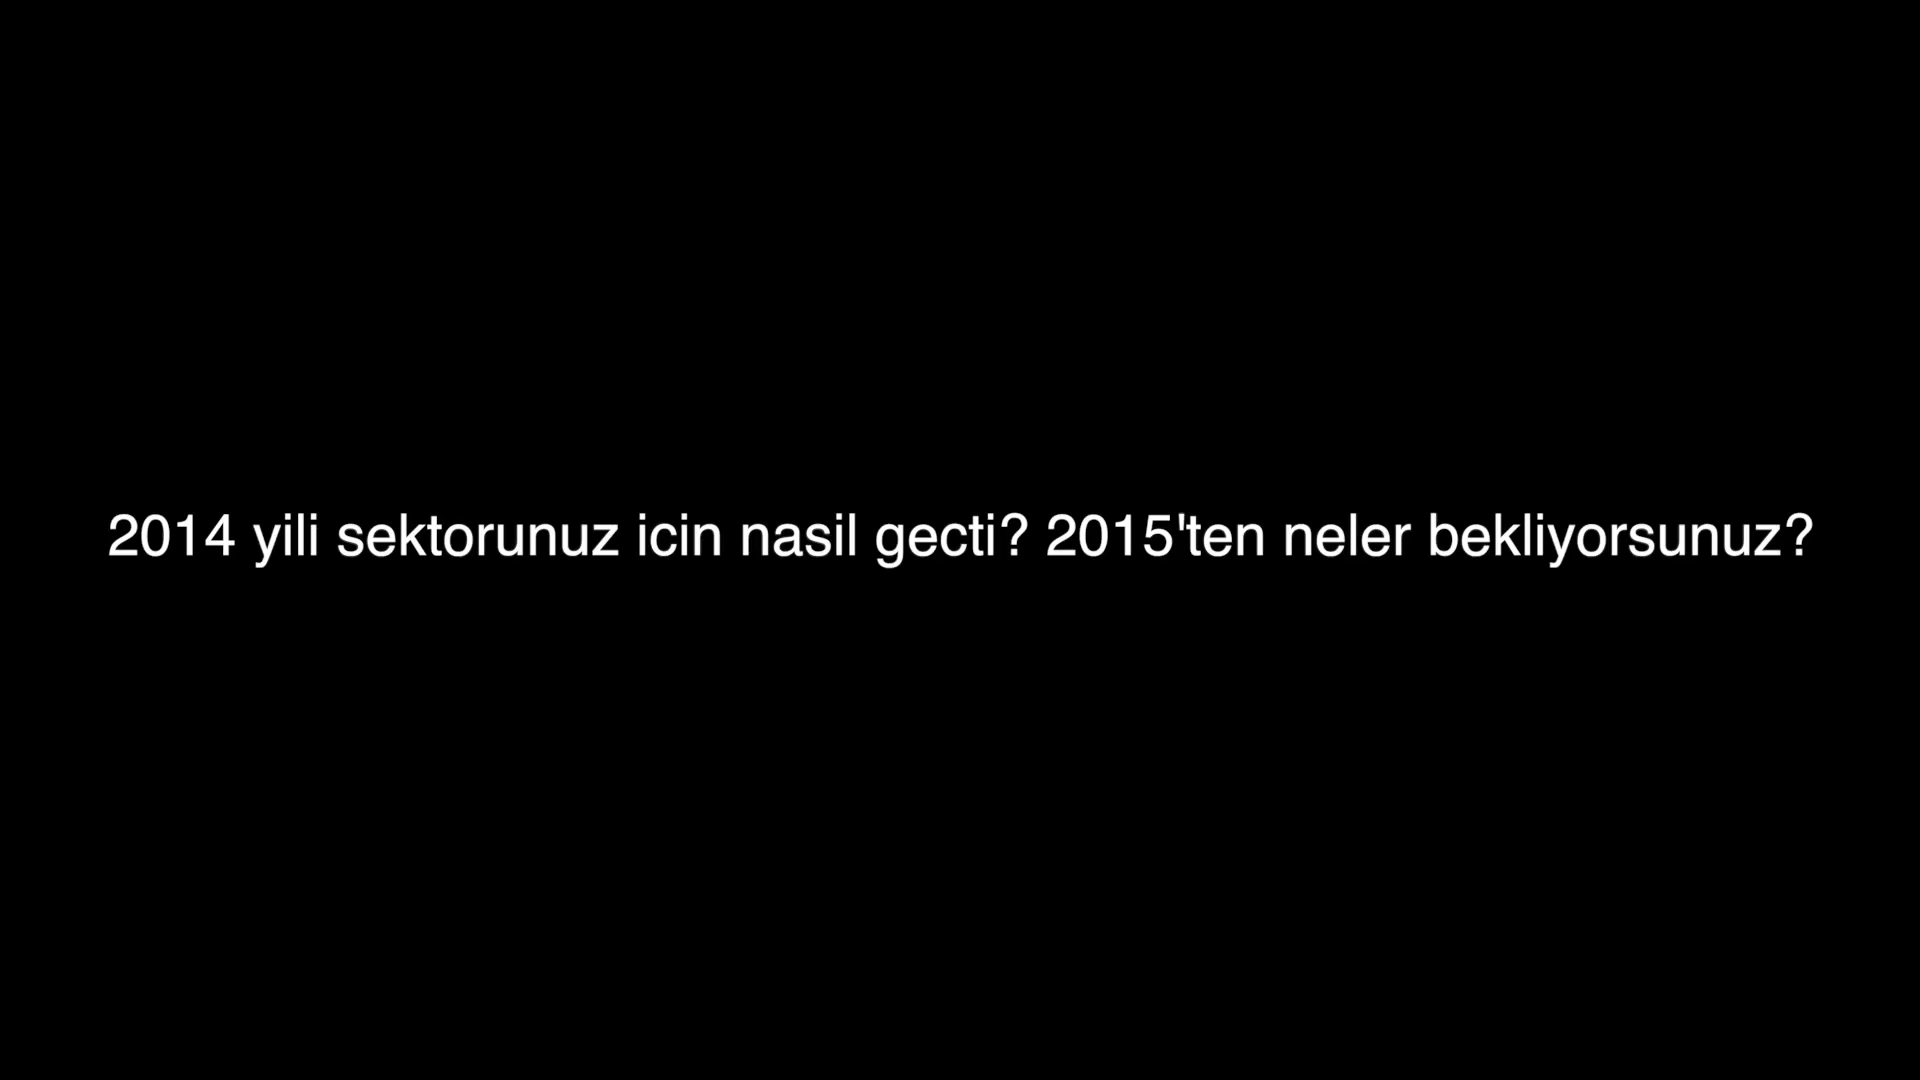 2014 yili sektorunuz icin nasil gecti? 2015'ten neler bekliyorsunuz?